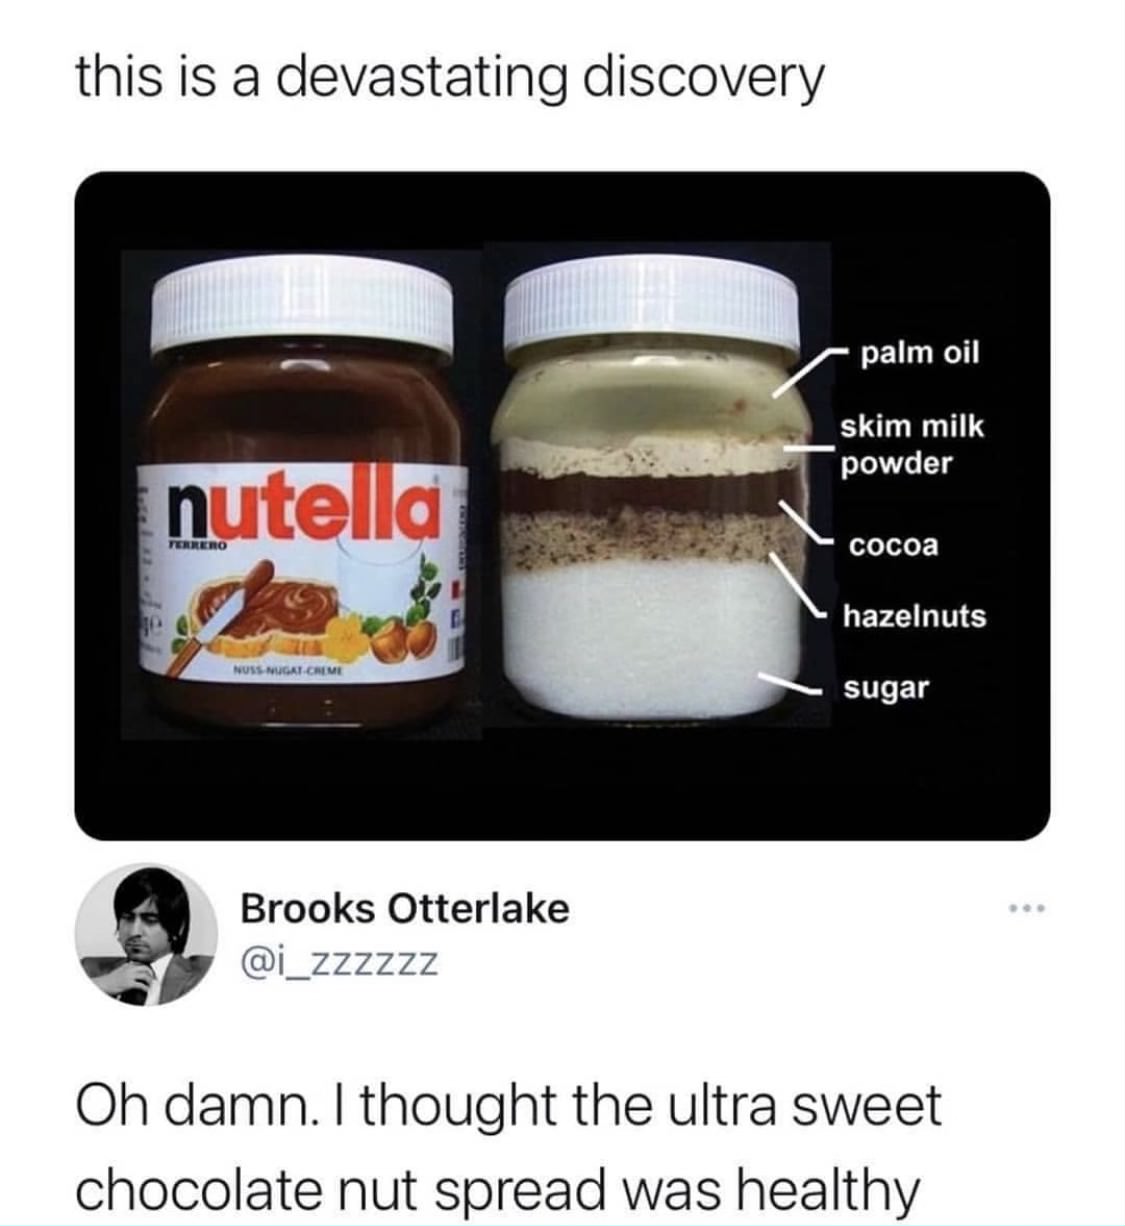 this is a devastating discovery
nutella
FERRERO
NUSS-NUGAT-CREME
palm oil
skim milk
powder
cocoa
hazelnuts
sugar
Brooks Otterlake
@i_zzzzzz
Oh damn. I thought the ultra sweet
chocolate nut spread was healthy